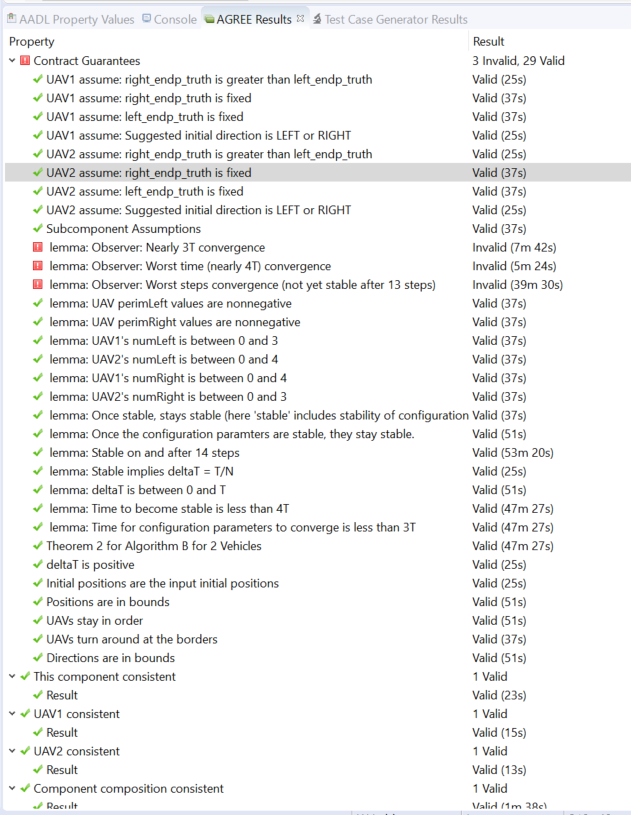 AADL Property Values Console AGREE Results Test Case Generator Results
Property Result
Contract Guarantees 3 Invalid, 29 Valid
UAV1 assume: right_endp_truth is greater than left_endp_truth Valid (25s)
UAV1 assume: right_endp_truth is fixed Valid (37s)
UAV1 assume: left_endp_truth is fixed Valid (37s)
UAV1 assume: Suggested initial direction is LEFT or RIGHT Valid (25s)
UAV2 assume: right_endp_truth is greater than left_endp_truth Valid (25s)
UAV2 assume: right_endp_truth is fixed Valid (37s)
UAV2 assume: left_endp_truth is fixed Valid (37s)
UAV2 assume: Suggested initial direction is LEFT or RIGHT Valid (25s)
Subcomponent Assumptions Valid (37s)
lemma: Observer: Nearly 3T convergence Invalid (7m 42s)
lemma: Observer: Worst time (nearly 4T) convergence Invalid (5m 24s)
lemma: Observer: Worst steps convergence (not yet stable after 13 steps) Invalid (39m 30s)
lemma: UAV perimLeft values are nonnegative Valid (37s)
lemma: UAV perimRight values are nonnegative Valid (37s)
lemma: UAV1's numLeft is between 0 and 3 Valid (37s)
lemma: UAV2's numLeft is between 0 and 4 Valid (37s)
lemma: UAV1's numRight is between 0 and 4 Valid (37s)
lemma: UAV2's numRight is between 0 and 3 Valid (37s)
lemma: Once stable, stays stable (here 'stable' includes stability of configuration Valid (37s)
lemma: Once the configuration paramters are stable, they stay stable. Valid (51s)
lemma: Stable on and after 14 steps Valid (53m 20s)
lemma: Stable implies deltaT = T/N Valid (25s)
lemma: deltaT is between 0 and T Valid (51s)
lemma: Time to become stable is less than 4T Valid (47m 27s)
lemma: Time for configuration parameters to converge is less than 3T Valid (47m 27s)
Theorem 2 for Algorithm B for 2 Vehicles Valid (47m 27s)
deltaT is positive Valid (25s)
Initial positions are the input initial positions Valid (25s)
Positions are in bounds Valid (51s)
UAVs stay in order Valid (51s)
UAVs turn around at the borders Valid (37s)
Directions are in bounds Valid (51s)
This component consistent 1 Valid
Result Valid (23s)
UAV1 consistent 1 Valid
Result Valid (15s)
UAV2 consistent 1 Valid
Result Valid (13s)
Component composition consistent 1 Valid
Result Valid (1m 38s)